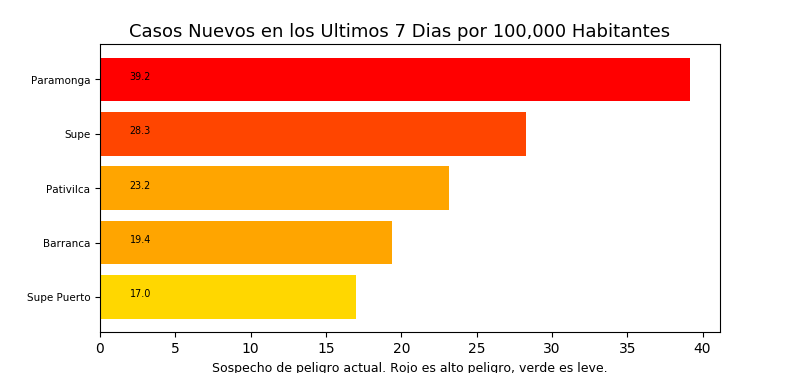 Casos Nuevos en los Ultimos 7 Dias por 100,000 Habitantes
Paramonga 39.2
Supe 28.3
Pativilca 23.2
Barranca 19.4
Supe Puerto 17.0
0 5 10 15 20 25 30 35 40
Sospecho de peligro actual. Rojo es alto peligro, verde es leve.